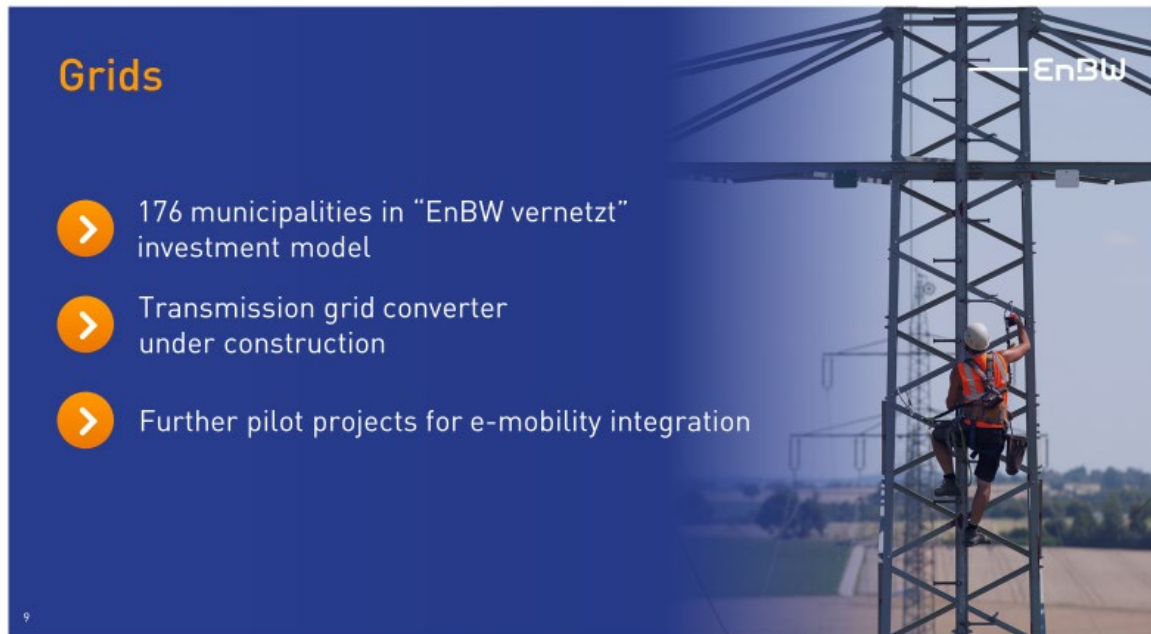 Grids
EnBW
176 municipalities in “EnBW vernetzt”
investment model
Transmission grid converter
under construction
Further pilot projects for e-mobility integration
9